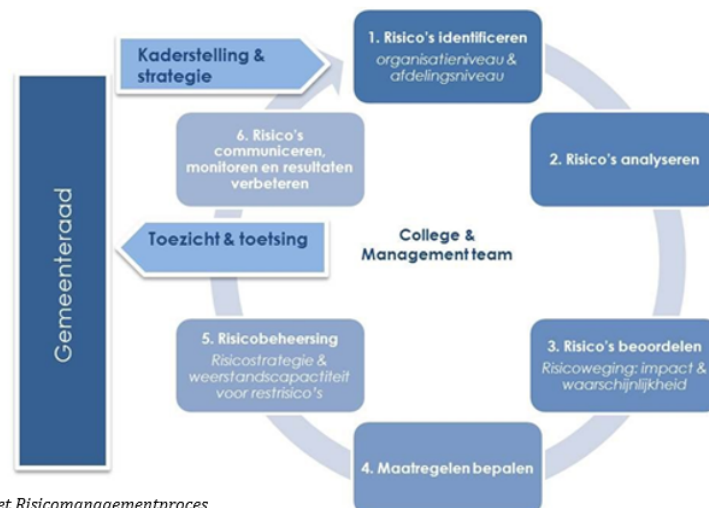 Gemeenteraad
Kaderstelling &
strategie
1. Risico's identificeren
organisatieniveau &
afdelingsniveau
2. Risico's analyseren
3. Risico's beoordelen
Risicoweging: impact &
waarschijnlijkheid
4. Maatregelen bepalen
5. Risicobeheersing
Risicostrategie &
weerstandscapactiteit
voor restrisico's
6. Risico's
communiceren,
monitoren en resultaten
verbeteren
Toezicht & toetsing
College &
Management team
et Risicomanagementproces